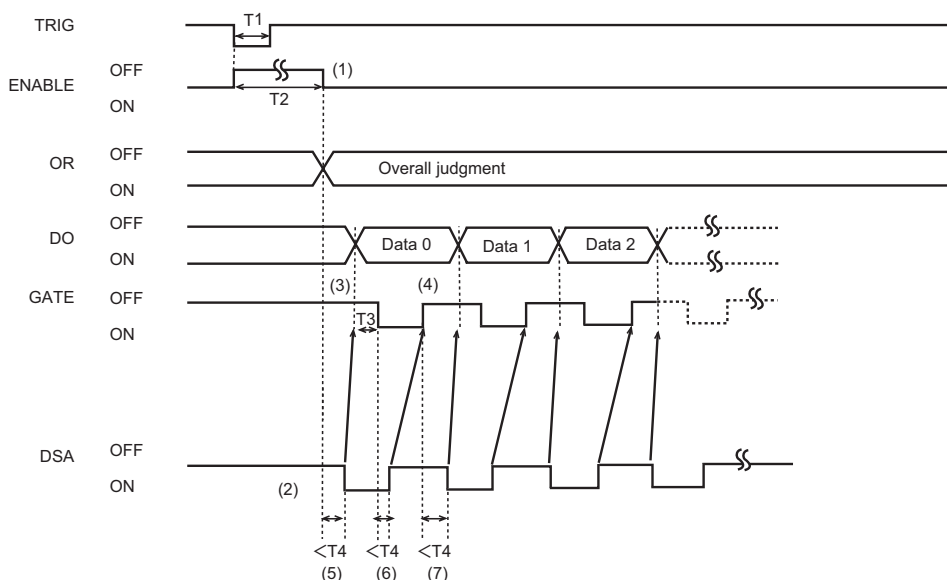 TRIG
T1
ENABLE
OFF
ON
(1)
T2
OR
OFF
ON
Overall judgment
DO
OFF
ON
Data 0
Data 1
Data 2
GATE
OFF
ON
(3)
(4)
T3
DSA
OFF
ON
(2)
<T4
<T4
<T4
(5)
(6)
(7)